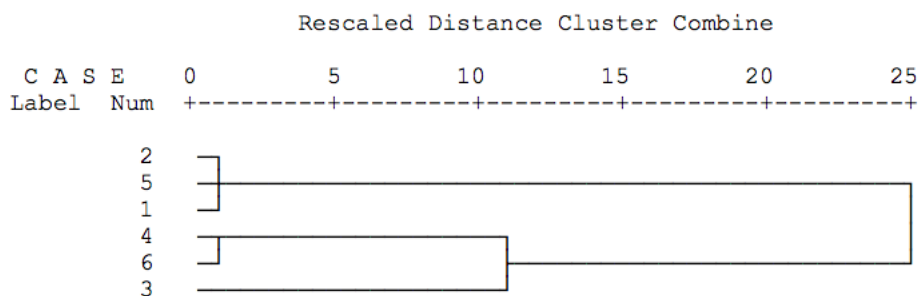 Rescaled Distance Cluster Combine
C A S E 0 5 10 15 20 25
Label Num +---------+---------+---------+---------+---------+
2
5
1
4
6
3